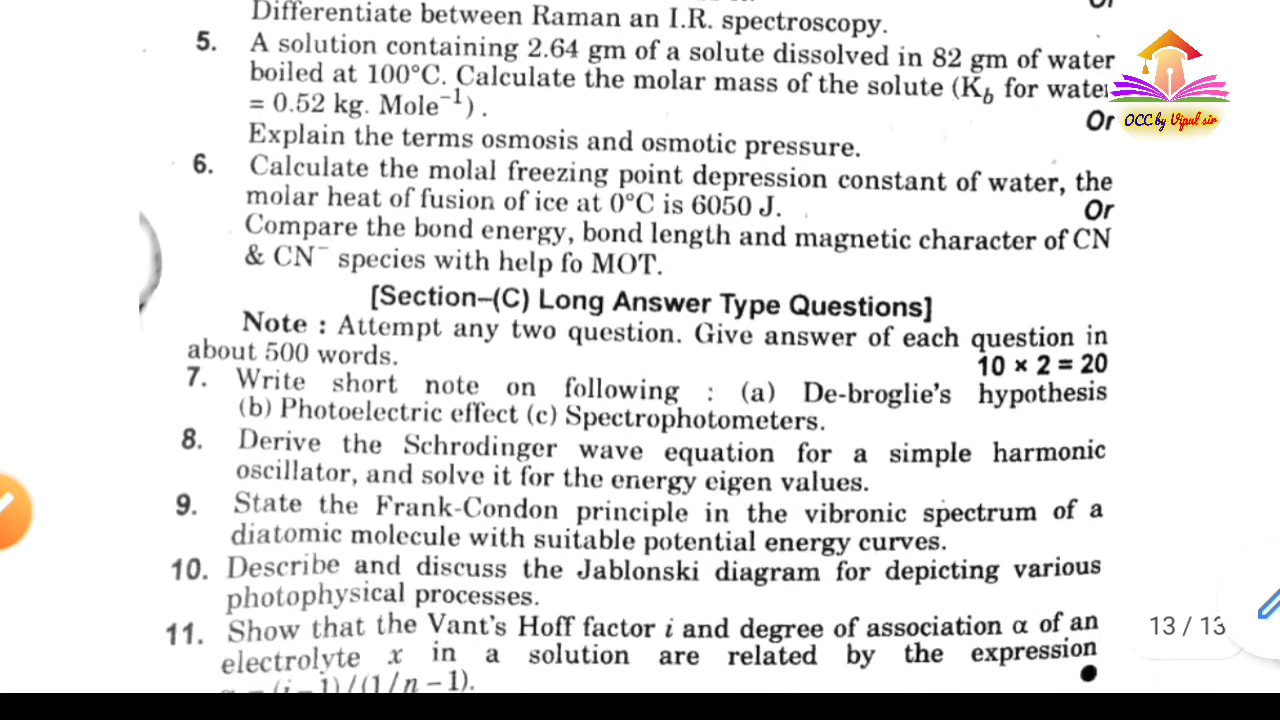 Differentiate between Raman an I.R. spectroscopy.
5. A solution containing 2.64 gm of a solute dissolved in 82 gm of water
boiled at 100°C. Calculate the molar mass of the solute (K_b for water
= 0.52 kg. Mole⁻¹) .
Or
OCC by Vipul sir
Explain the terms osmosis and osmotic pressure.
6. Calculate the molal freezing point depression constant of water, the
molar heat of fusion of ice at 0°C is 6050 J.
Or
Compare the bond energy, bond length and magnetic character of CN
& CN⁻ species with help fo MOT.
[Section–(C) Long Answer Type Questions]
Note : Attempt any two question. Give answer of each question in
about 500 words.
10 × 2 = 20
7. Write short note on following : (a) De-broglie's hypothesis
(b) Photoelectric effect (c) Spectrophotometers.
8. Derive the Schrodinger wave equation for a simple harmonic
oscillator, and solve it for the energy eigen values.
9. State the Frank-Condon principle in the vibronic spectrum of a
diatomic molecule with suitable potential energy curves.
10. Describe and discuss the Jablonski diagram for depicting various
photophysical processes.
13 / 13
11. Show that the Vant's Hoff factor i and degree of association α of an
electrolyte x in a solution are related by the expression
(i – 1)/(1/n – 1).